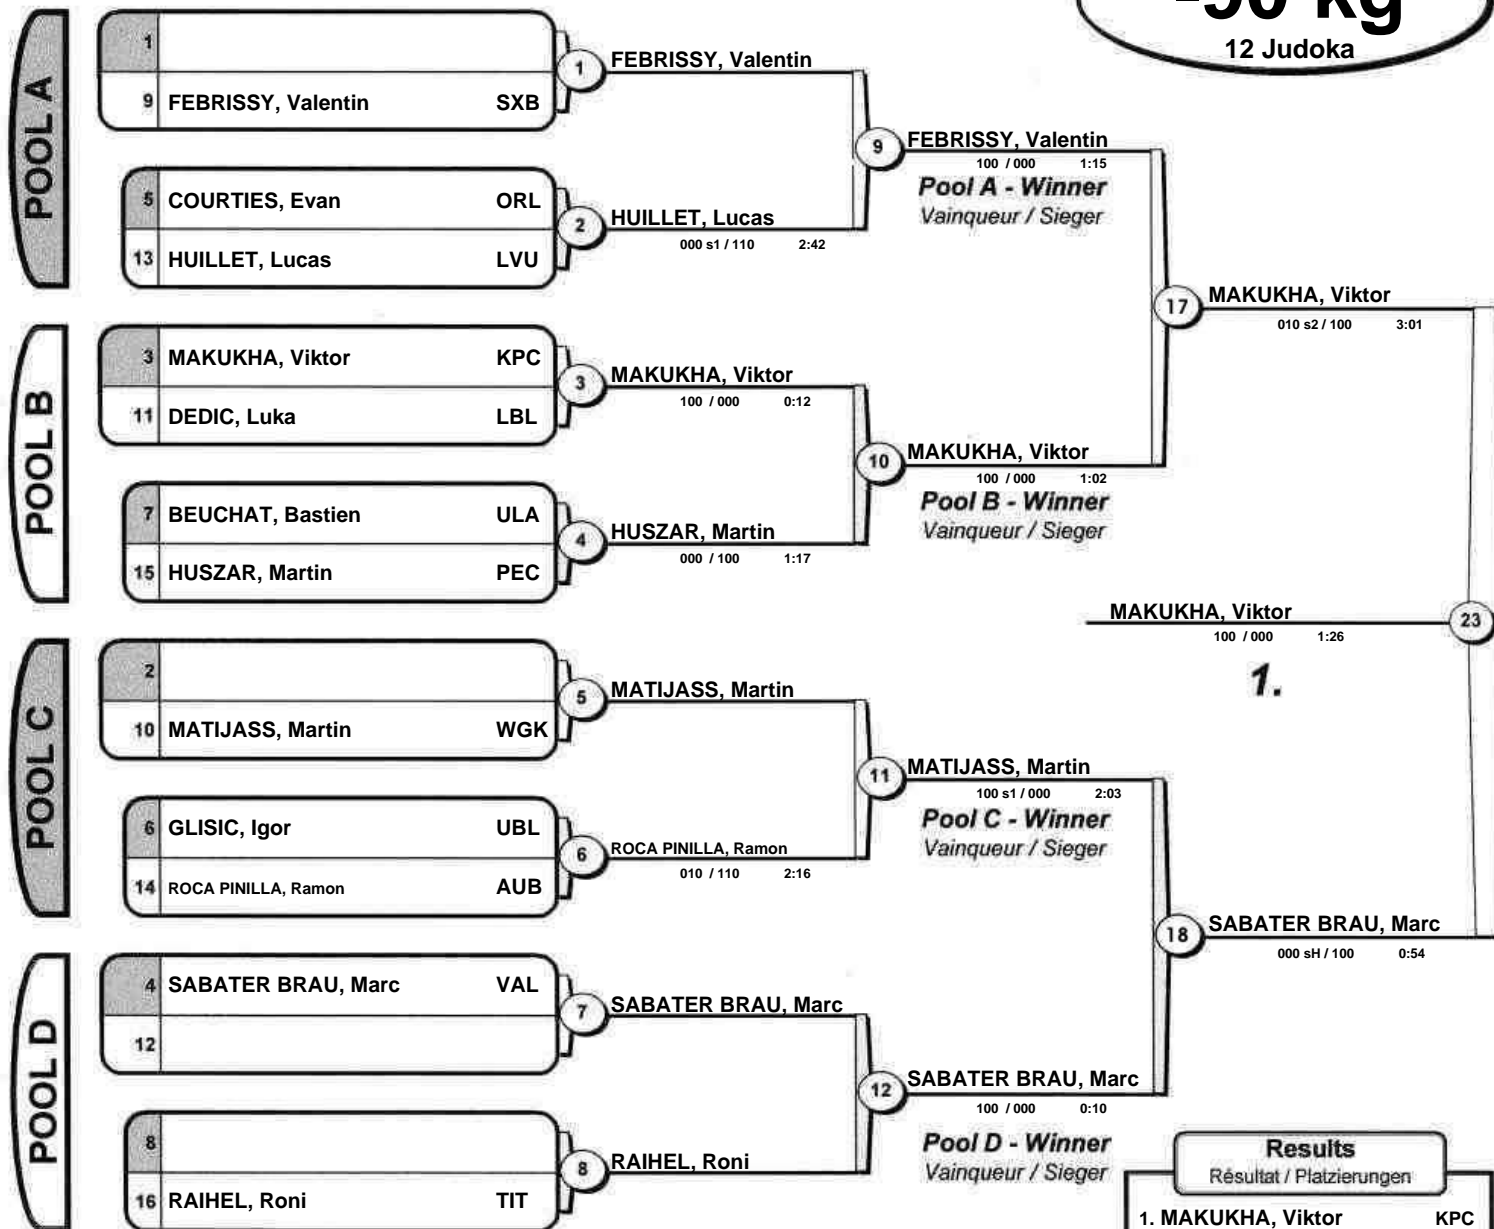 -90 kg
12 Judoka
POOL A
1
9 FEBRISSY, Valentin SXB
1 FEBRISSY, Valentin
5 COURTIES, Evan ORL
13 HUILLET, Lucas LVU
2 HUILLET, Lucas
000 s1 / 110 2:42
9 FEBRISSY, Valentin
100 / 000 1:15
Pool A - Winner
Vainqueur / Sieger
POOL B
3 MAKUKHA, Viktor KPC
11 DEDIC, Luka LBL
3 MAKUKHA, Viktor
100 / 000 0:12
7 BEUCHAT, Bastien ULA
15 HUSZAR, Martin PEC
4 HUSZAR, Martin
000 / 100 1:17
10 MAKUKHA, Viktor
100 / 000 1:02
Pool B - Winner
Vainqueur / Sieger
17 MAKUKHA, Viktor
010 s2 / 100 3:01
MAKUKHA, Viktor 23
100 / 000 1:26
1.
POOL C
2
10 MATIJASS, Martin WGK
5 MATIJASS, Martin
6 GLISIC, Igor UBL
14 ROCA PINILLA, Ramon AUB
6 ROCA PINILLA, Ramon
010 / 110 2:16
11 MATIJASS, Martin
100 s1 / 000 2:03
Pool C - Winner
Vainqueur / Sieger
POOL D
4 SABATER BRAU, Marc VAL
12
7 SABATER BRAU, Marc
8
16 RAIHEL, Roni TIT
8 RAIHEL, Roni
12 SABATER BRAU, Marc
100 / 000 0:10
Pool D - Winner
Vainqueur / Sieger
18 SABATER BRAU, Marc
000 sH / 100 0:54
Results
Résultat / Platzierungen
1. MAKUKHA, Viktor KPC